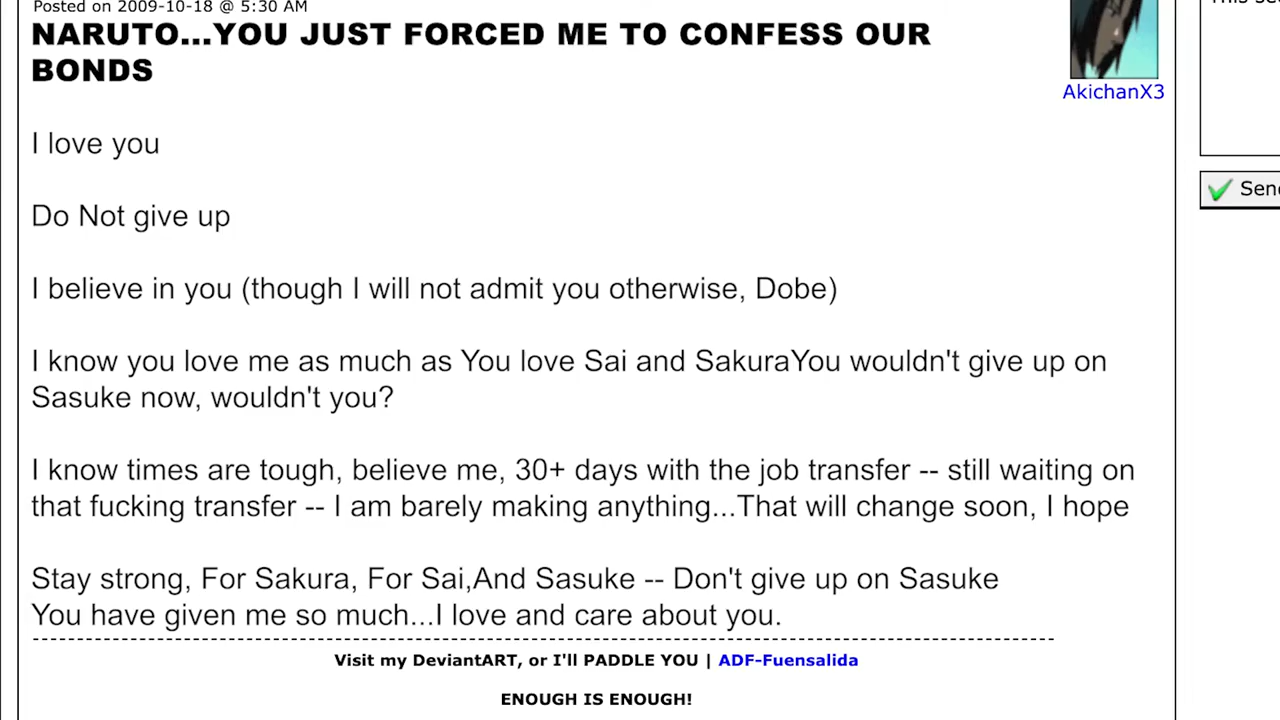 Posted on 2009-10-18 @ 5:30 AM
NARUTO...YOU JUST FORCED ME TO CONFESS OUR
BONDS
AkichanX3
I love you
Do Not give up
I believe in you (though I will not admit you otherwise, Dobe)
I know you love me as much as You love Sai and SakuraYou wouldn't give up on
Sasuke now, wouldn't you?
I know times are tough, believe me, 30+ days with the job transfer -- still waiting on
that fucking transfer -- I am barely making anything...That will change soon, I hope
Stay strong, For Sakura, For Sai,And Sasuke -- Don't give up on Sasuke
You have given me so much...I love and care about you.
Visit my DeviantART, or I'll PADDLE YOU | ADF-Fuensalida
ENOUGH IS ENOUGH!